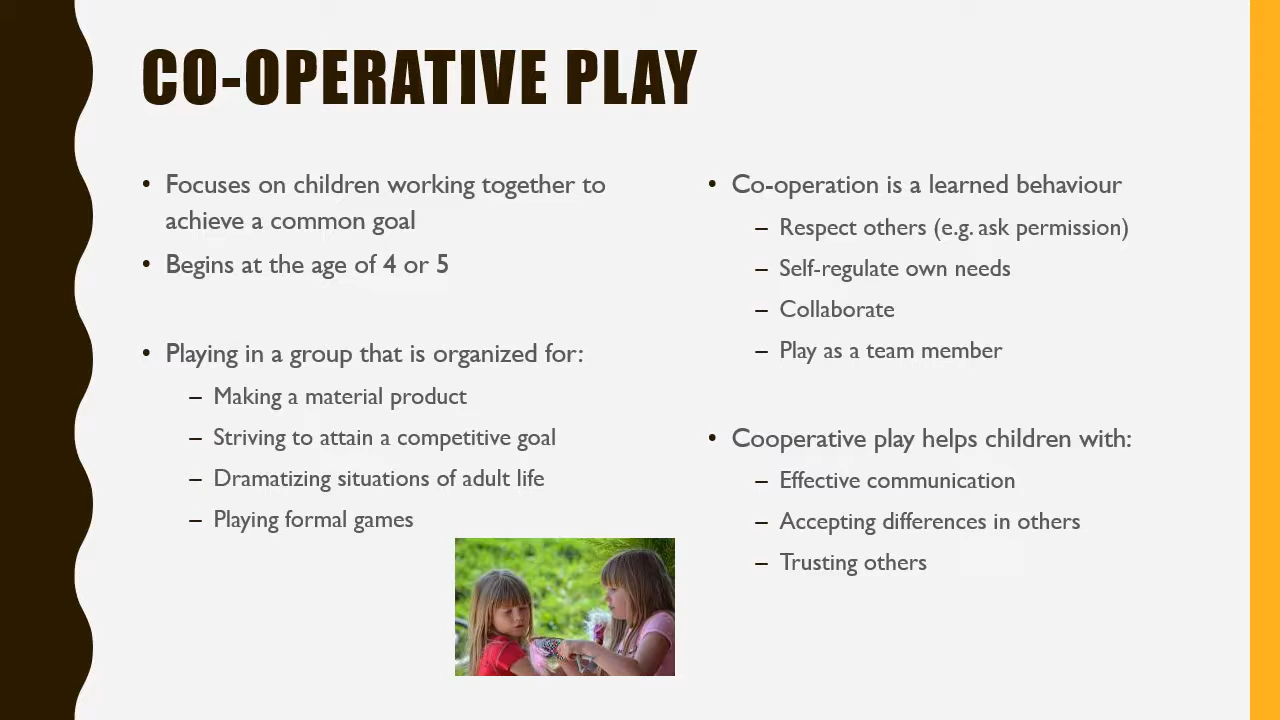 CO-OPERATIVE PLAY
• Focuses on children working together to
achieve a common goal
• Begins at the age of 4 or 5
• Playing in a group that is organized for:
– Making a material product
– Striving to attain a competitive goal
– Dramatizing situations of adult life
– Playing formal games
• Co-operation is a learned behaviour
– Respect others (e.g. ask permission)
– Self-regulate own needs
– Collaborate
– Play as a team member
• Cooperative play helps children with:
– Effective communication
– Accepting differences in others
– Trusting others